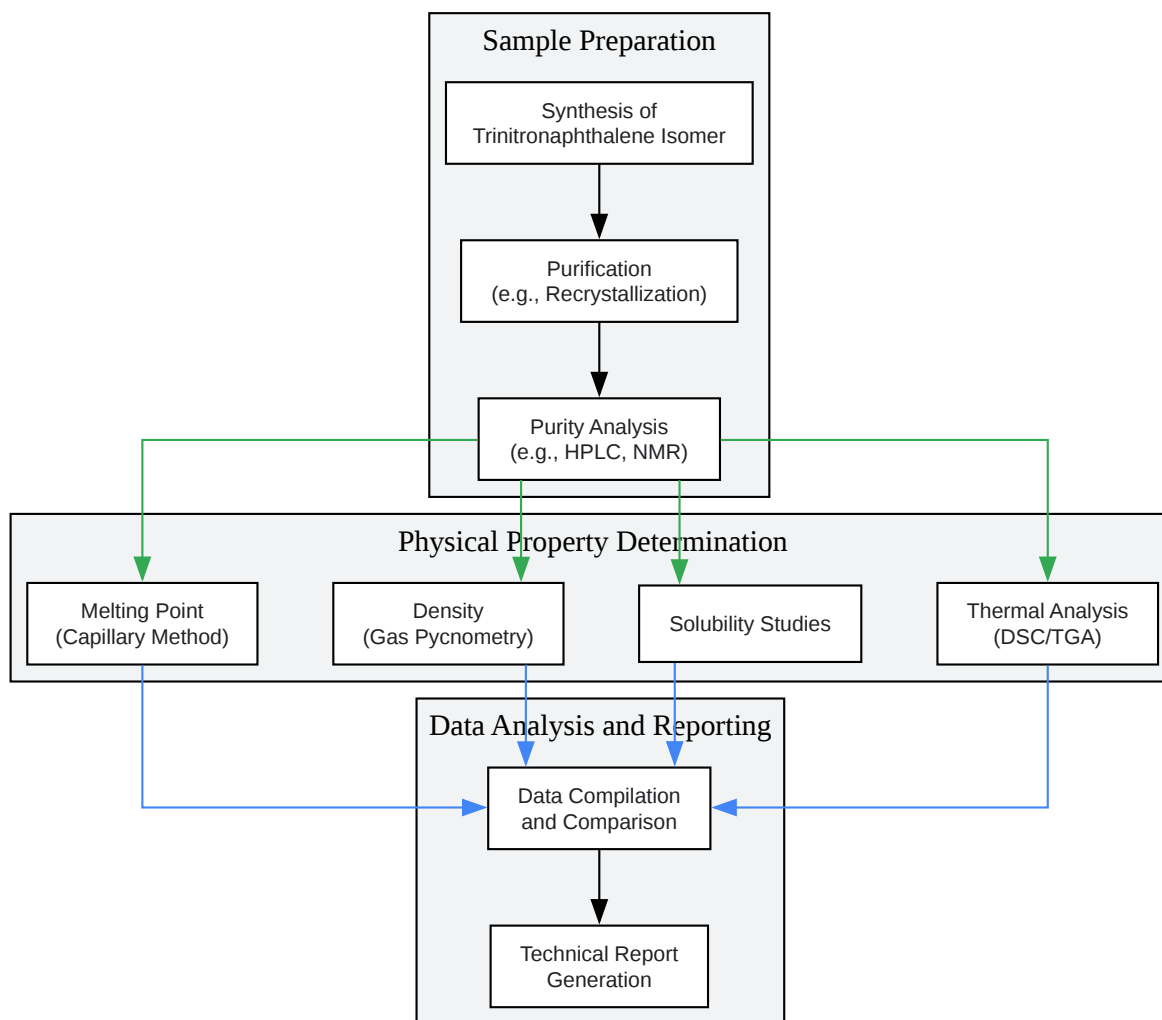 Sample Preparation
Synthesis of
Trinitronaphthalene Isomer
Purification
(e.g., Recrystallization)
Purity Analysis
(e.g., HPLC, NMR)
Physical Property Determination
Melting Point
(Capillary Method)
Density
(Gas Pycnometry)
Solubility Studies
Thermal Analysis
(DSC/TGA)
Data Analysis and Reporting
Data Compilation
and Comparison
Technical Report
Generation